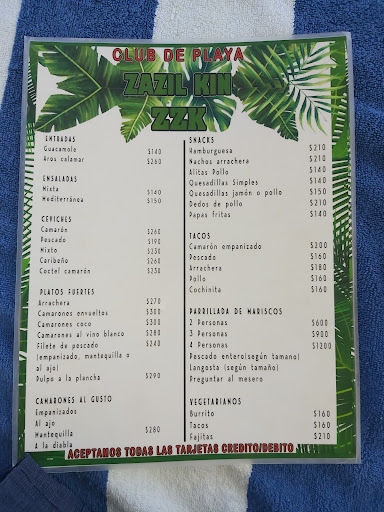 CLUB DE PLAYA
ZAZIL KIN
ZZK
ENTRADAS
Guacamole $140
Aros calamar $260
ENSALADAS
Mixta $140
Mediterránea $150
CEVICHES
Camarón $260
Pescado $190
Mixto $230
Caribeño $260
Coctel camarón $230
PLATOS FUERTES
Arrachera $270
Camarones envueltos $300
Camarones coco $300
Camarones al vino blanco $280
Filete de pescado $240
(empanizado, mantequilla o
al ajo)
Pulpo a la plancha $290
CAMARONES AL GUSTO
Empanizados
Al ajo
Mantequilla $280
A la diabla
SNACKS
Hamburguesa $210
Nachos arrachera $210
Alitas Pollo $140
Quesadillas Simples $140
Quesadillas jamón o pollo $150
Dedos de pollo $210
Papas fritas $140
TACOS
Camarón empanizado $200
Pescado $160
Arrachera $180
Pollo $160
Cochinita $160
PARRILLADA DE MARISCOS
2 Personas $600
3 Personas $900
4 Personas $1200
Pescado entero(según tamano)
Langosta (según tamaño)
Preguntar al mesero
VEGETARIANOS
Burrito $160
Tacos $160
Fajitas $210
ACEPTAMOS TODAS LAS TARJETAS CREDITO/DEBITO